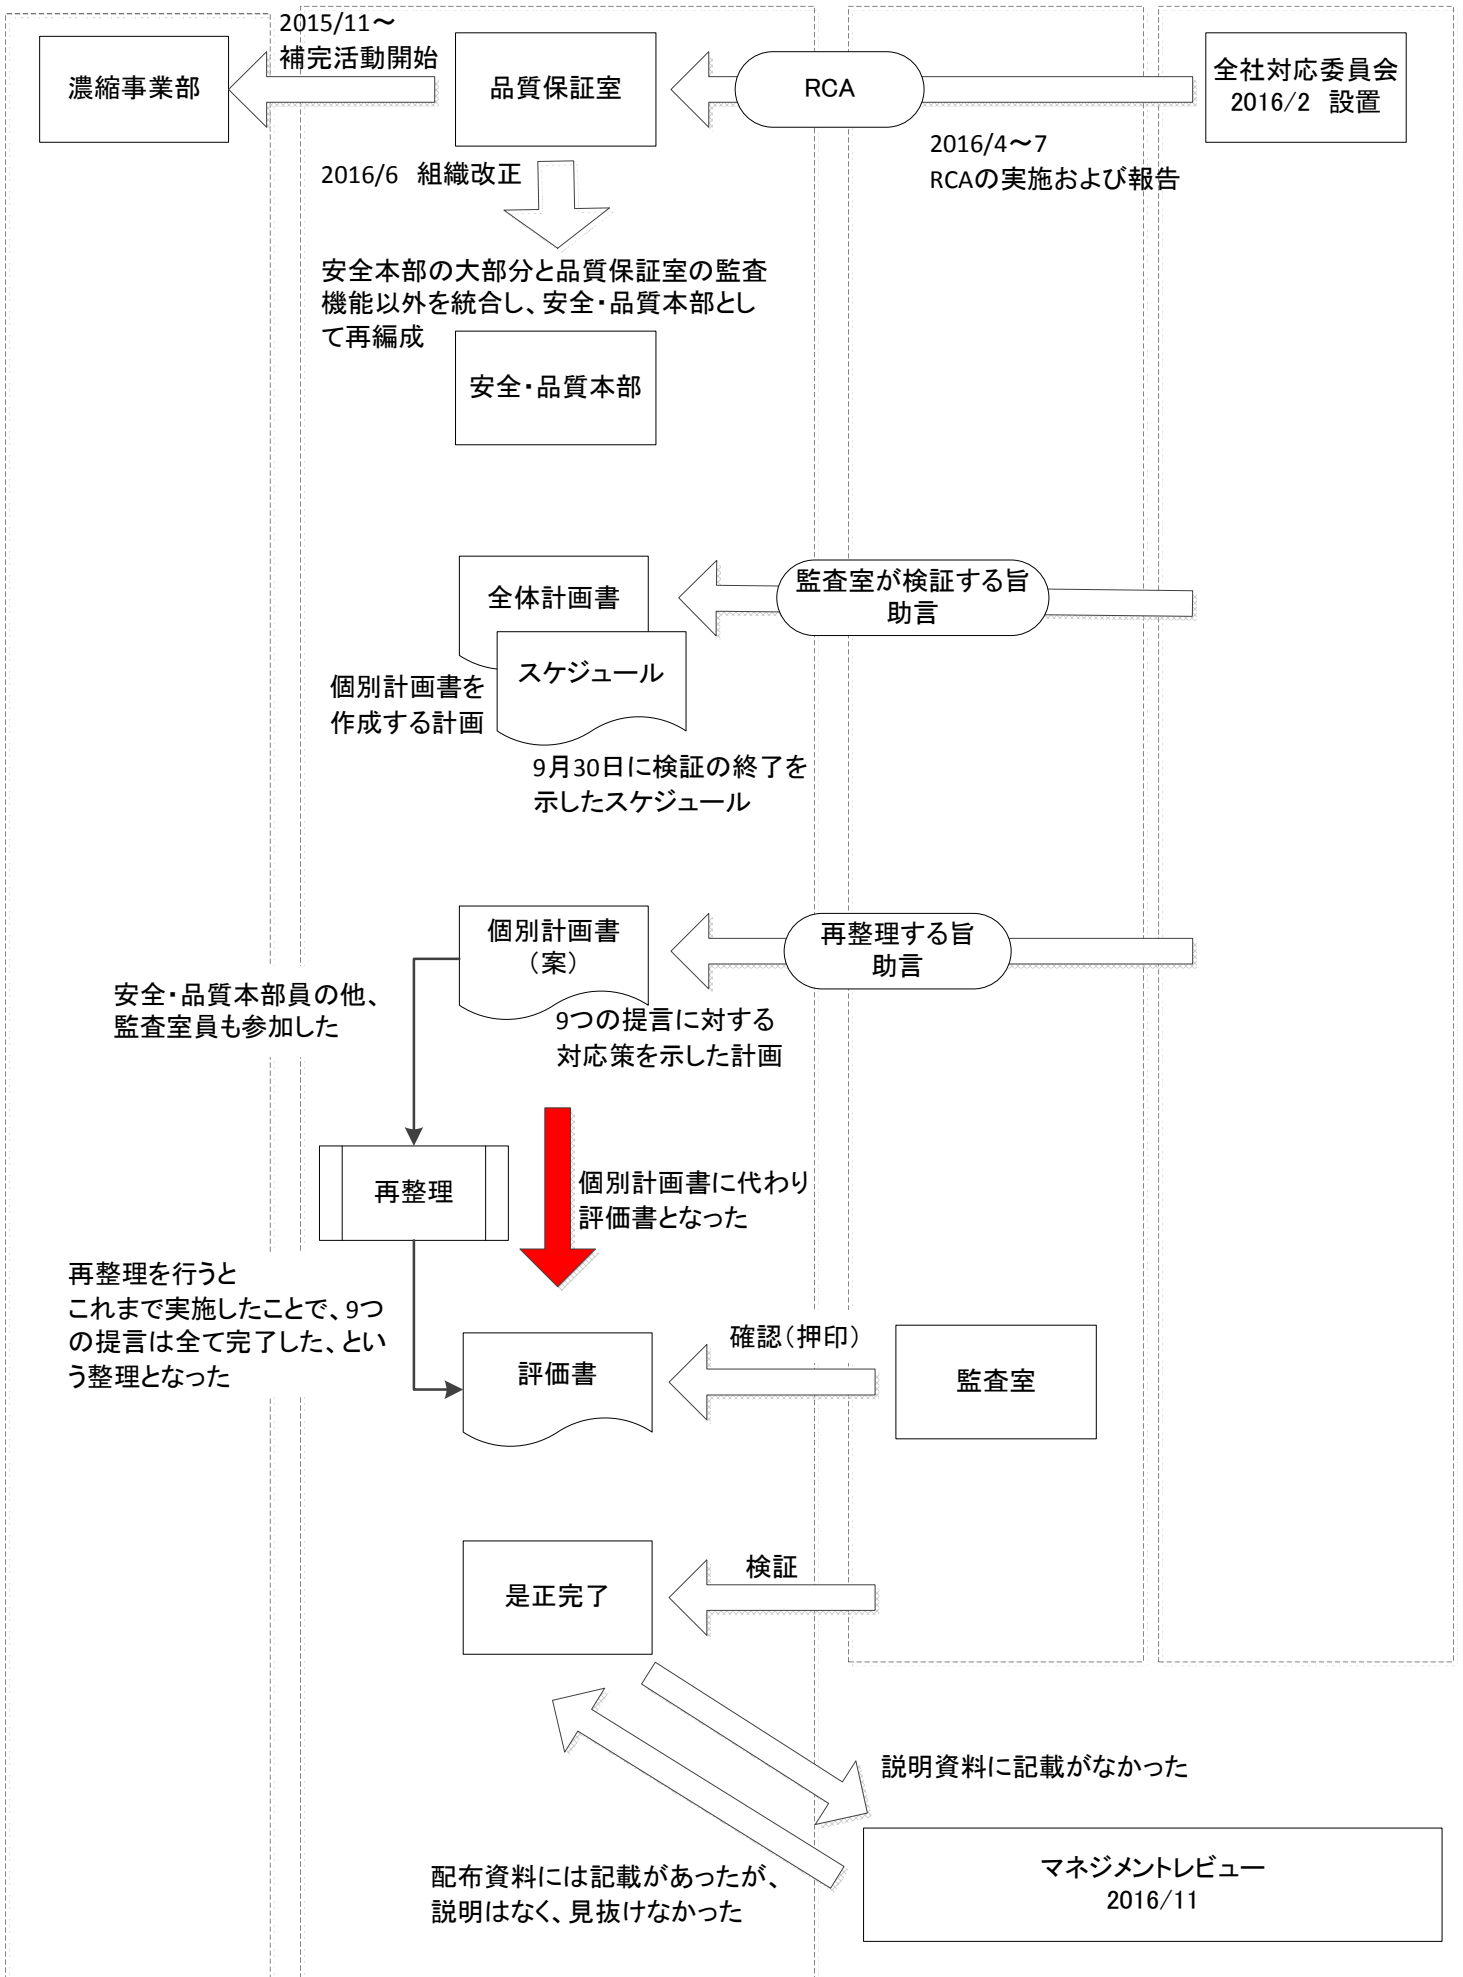 2015/11～
補完活動開始
濃縮事業部
品質保証室
RCA
全社対応委員会
2016/2 設置
2016/4～7
RCAの実施および報告
2016/6 組織改正
安全本部の大部分と品質保証室の監査
機能以外を統合し、安全・品質本部とし
て再編成
安全・品質本部
全体計画書
監査室が検証する旨
助言
スケジュール
個別計画書を
作成する計画
9月30日に検証の終了を
示したスケジュール
個別計画書
（案）
再整理する旨
助言
安全・品質本部員の他、
監査室員も参加した
9つの提言に対する
対応策を示した計画
再整理
個別計画書に代わり
評価書となった
再整理を行うと
これまで実施したことで、9つ
の提言は全て完了した、とい
う整理となった
評価書
確認（押印）
監査室
是正完了
検証
説明資料に記載がなかった
配布資料には記載があったが、
説明はなく、見抜けなかった
マネジメントレビュー
2016/11